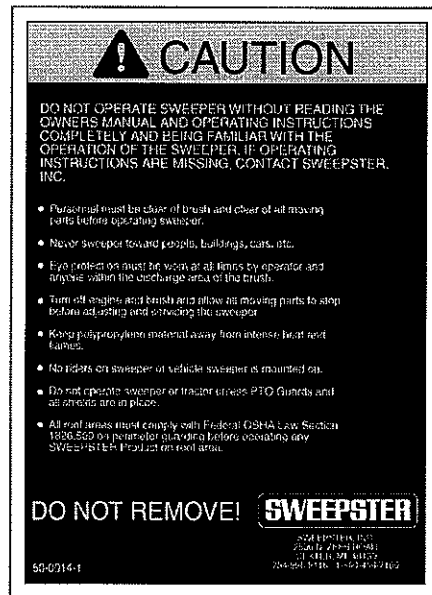 CAUTION
DO NOT OPERATE SWEEPER WITHOUT READING THE
OWNERS MANUAL AND OPERATING INSTRUCTIONS
COMPLETELY AND BEING FAMILIAR WITH THE
OPERATION OF THE SWEEPER. IF OPERATING
INSTRUCTIONS ARE MISSING, CONTACT SWEEPSTER,
INC.
• Personnel must be clear of brush and clear of all moving
parts before operating sweeper.
• Never sweeper toward people, buildings, cars, etc.
• Eye protection must be worn at all times by operator and
anyone within the discharge area of the brush.
• Turn off engine and brush and allow all moving parts to stop
before adjusting and servicing the sweeper
• Keep polypropylene material away from intense heat and
flames.
• No riders on sweeper or vehicle sweeper is mounted on.
• Do not operate sweeper or tractor unless PTO Guards and
all shields are in place.
• All roof areas must comply with Federal OSHA Law Section
1926.500 on perimeter guarding before operating any
SWEEPSTER Product on roof area.
DO NOT REMOVE! SWEEPSTER
SWEEPSTER, INC.
50-0014-1